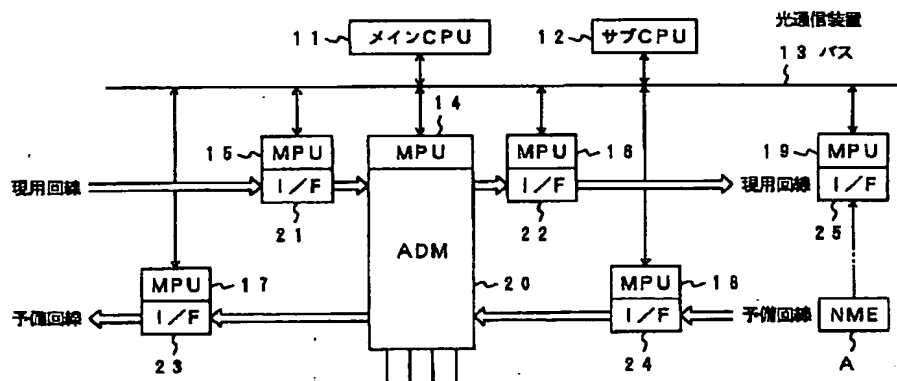 光通信装置
11 メインCPU
12 サブCPU
13 バス
14
15 MPU
MPU
MPU 16
19 MPU
現用回線
I/F
I/F
現用回線
I/F
21
22
25
ADM
MPU 17
20
MPU 18
予備回線
I/F
I/F
予備回線
NME
23
24
A